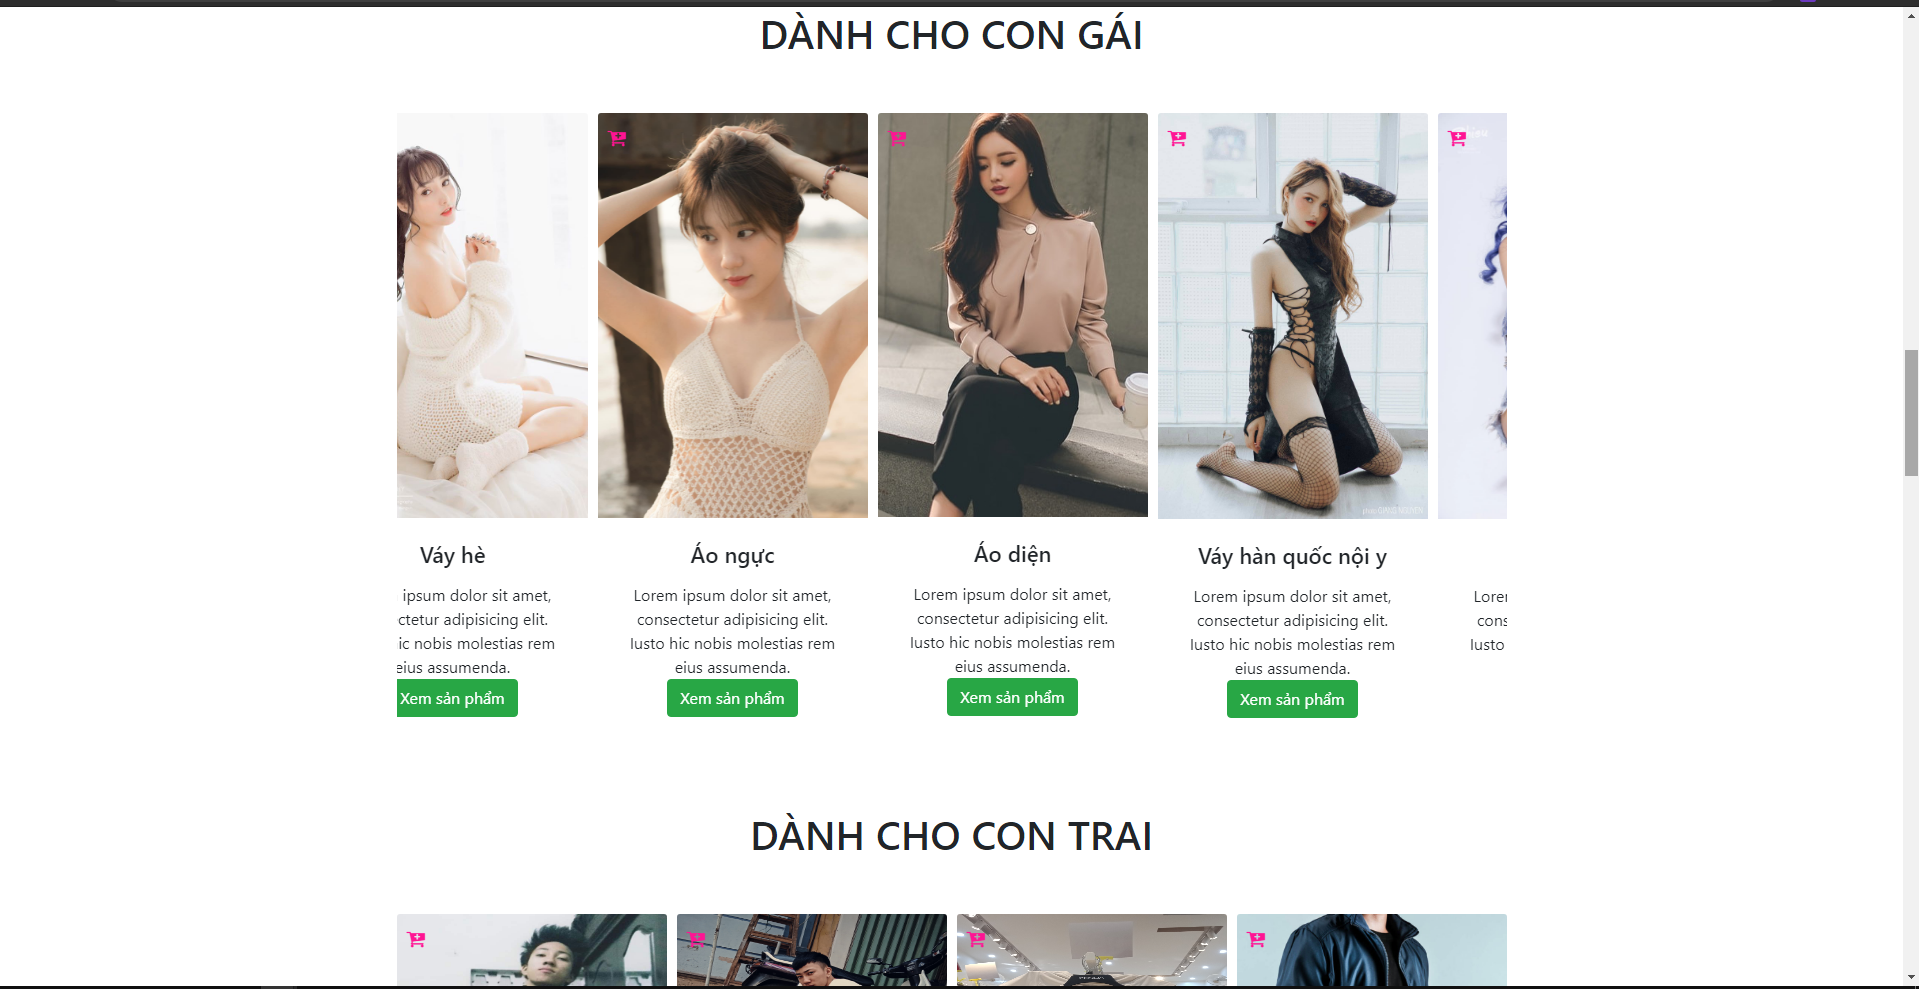 DÀNH CHO CON GÁI
Váy hè
ipsum dolor sit amet,
ctetur adipisicing elit.
hic nobis molestias rem
eius assumenda.
Xem sản phẩm
Áo ngực
Lorem ipsum dolor sit amet,
consectetur adipisicing elit.
Iusto hic nobis molestias rem
eius assumenda.
Xem sản phẩm
Áo diện
Lorem ipsum dolor sit amet,
consectetur adipisicing elit.
Iusto hic nobis molestias rem
eius assumenda.
Xem sản phẩm
Váy hàn quốc nội y
Lorem ipsum dolor sit amet,
consectetur adipisicing elit.
Iusto hic nobis molestias rem
eius assumenda.
Xem sản phẩm
Lorer
cons
Iusto
DÀNH CHO CON TRAI